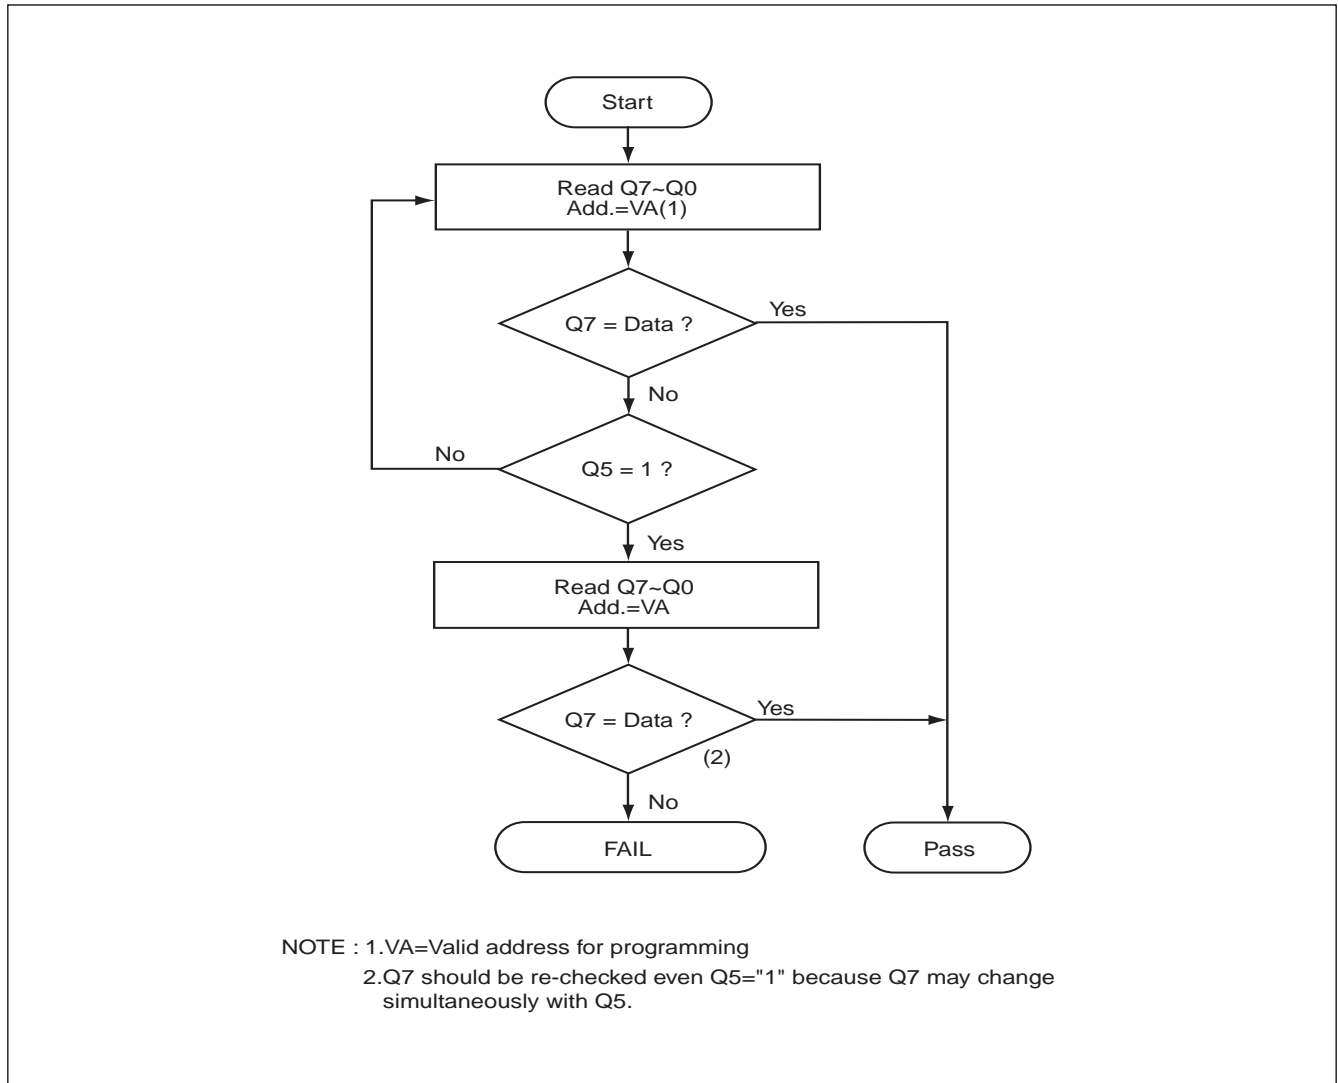 Start
Read Q7~Q0
Add.=VA(1)
Q7 = Data ?
Yes
No
No
Q5 = 1 ?
Yes
Read Q7~Q0
Add.=VA
Q7 = Data ?
Yes
(2)
No
FAIL
Pass
NOTE : 1.VA=Valid address for programming
2.Q7 should be re-checked even Q5="1" because Q7 may change
simultaneously with Q5.